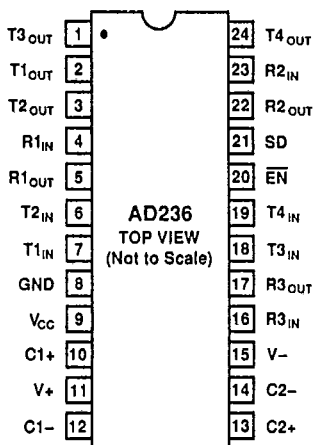 T3OUT 1 24 T4OUT
T1OUT 2 23 R2IN
T2OUT 3 22 R2OUT
R1IN 4 21 SD
R1OUT 5 20 EN
T2IN 6 AD236 19 T4IN
TOP VIEW
T1IN 7 (Not to Scale) 18 T3IN
GND 8 17 R3OUT
VCC 9 16 R3IN
C1+ 10 15 V–
V+ 11 14 C2–
C1– 12 13 C2+